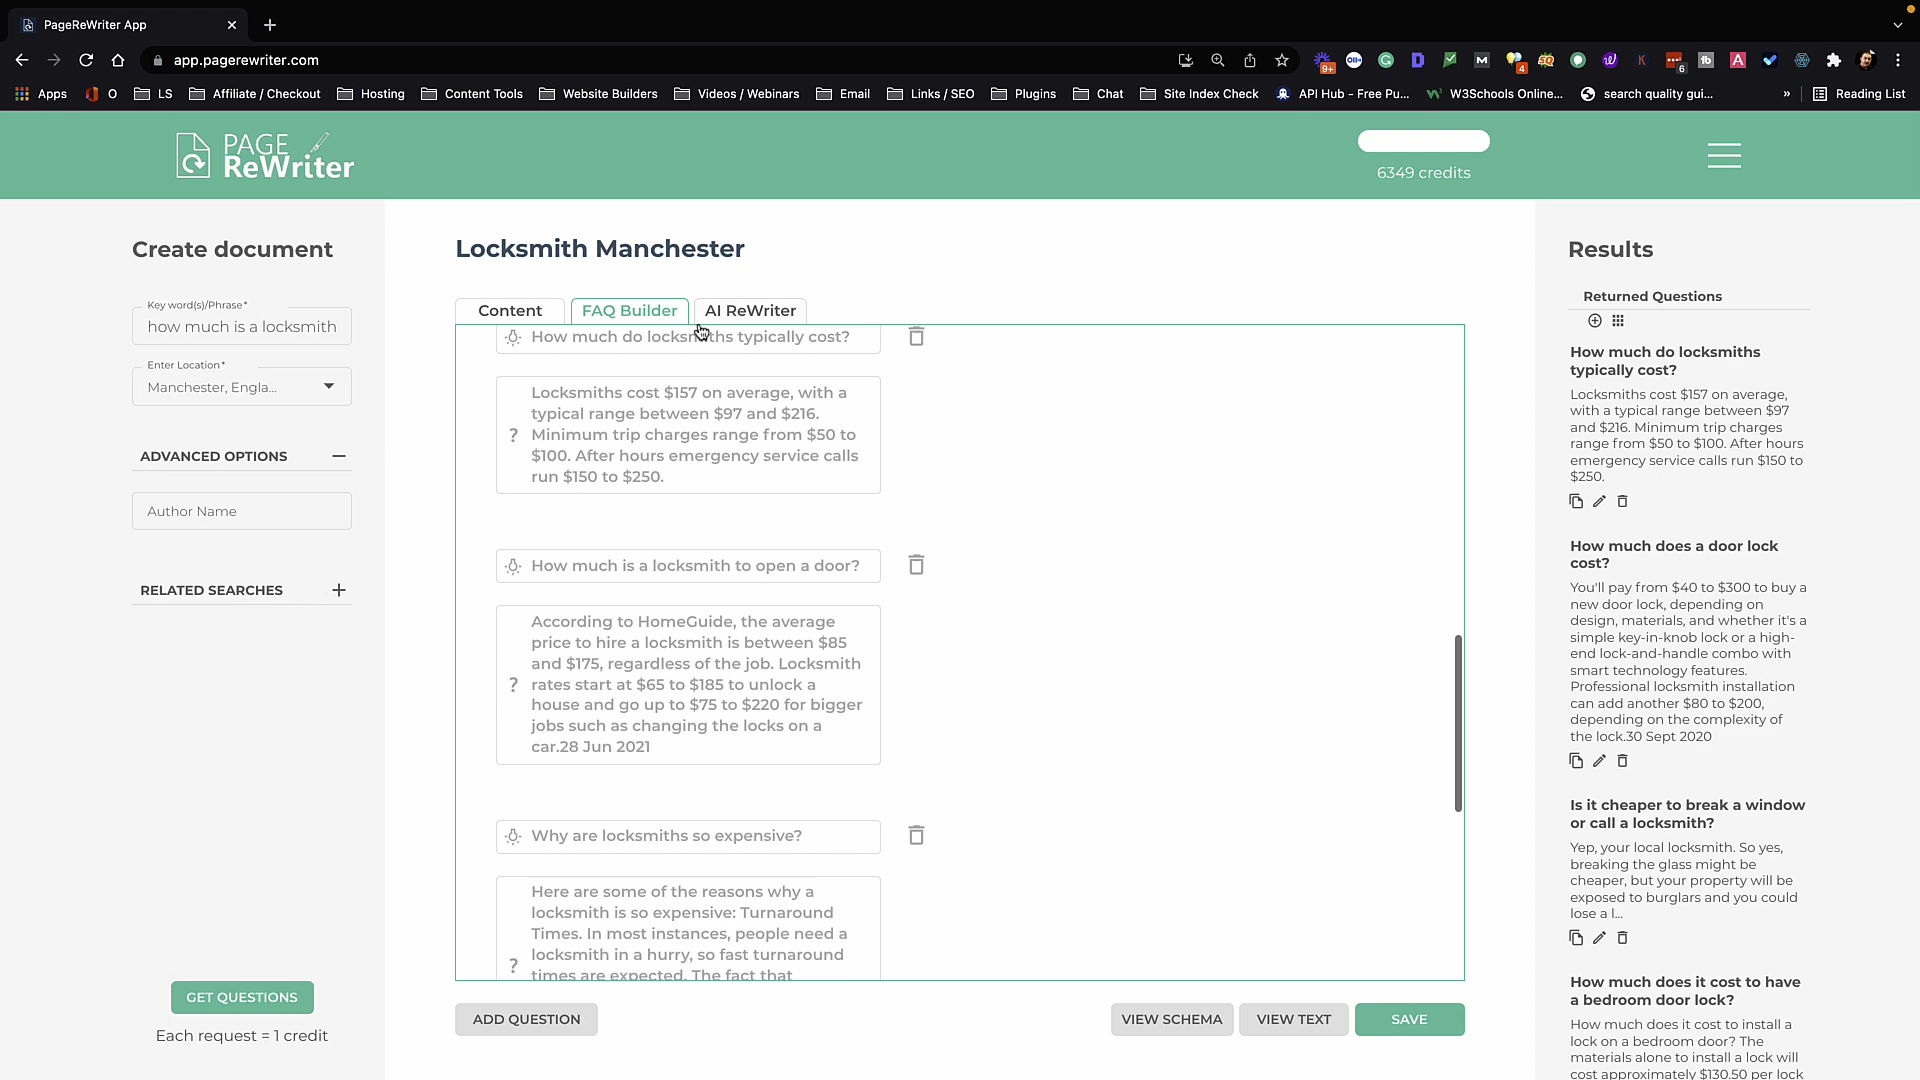 PageReWriter App
app.pagerewriter.com
9+
4
6
Apps
O
LS
Affiliate / Checkout
Hosting
Content Tools
Website Builders
Videos / Webinars
Email
Links / SEO
Plugins
Chat
Site Index Check
API Hub - Free Pu...
W3Schools Online...
search quality gui...
»
Reading List
PAGE
ReWriter
6349 credits
Create document
Key word(s)/Phrase*
how much is a locksmith
Enter Location*
Manchester, Engla...
ADVANCED OPTIONS
Author Name
RELATED SEARCHES
GET QUESTIONS
Each request = 1 credit
Locksmith Manchester
Content
FAQ Builder
AI ReWriter
How much do locksmiths typically cost?
Locksmiths cost $157 on average, with a
typical range between $97 and $216.
Minimum trip charges range from $50 to
$100. After hours emergency service calls
run $150 to $250.
How much is a locksmith to open a door?
According to HomeGuide, the average
price to hire a locksmith is between $85
and $175, regardless of the job. Locksmith
rates start at $65 to $185 to unlock a
house and go up to $75 to $220 for bigger
jobs such as changing the locks on a
car.28 Jun 2021
Why are locksmiths so expensive?
Here are some of the reasons why a
locksmith is so expensive: Turnaround
Times. In most instances, people need a
locksmith in a hurry, so fast turnaround
times are expected. The fact that
ADD QUESTION
VIEW SCHEMA
VIEW TEXT
SAVE
Results
Returned Questions
How much do locksmiths
typically cost?
Locksmiths cost $157 on average,
with a typical range between $97
and $216. Minimum trip charges
range from $50 to $100. After hours
emergency service calls run $150 to
$250.
How much does a door lock
cost?
You'll pay from $40 to $300 to buy a
new door lock, depending on
design, materials, and whether it's a
simple key-in-knob lock or a high-
end lock-and-handle combo with
smart technology features.
Professional locksmith installation
can add another $80 to $200,
depending on the complexity of
the lock.30 Sept 2020
Is it cheaper to break a window
or call a locksmith?
Yep, your local locksmith. So yes,
breaking the glass might be
cheaper, but your property will be
exposed to burglars and you could
lose a l...
How much does it cost to have
a bedroom door lock?
How much does it cost to install a
lock on a bedroom door? The
materials alone to install a lock will
cost approximately $130.50 per lock